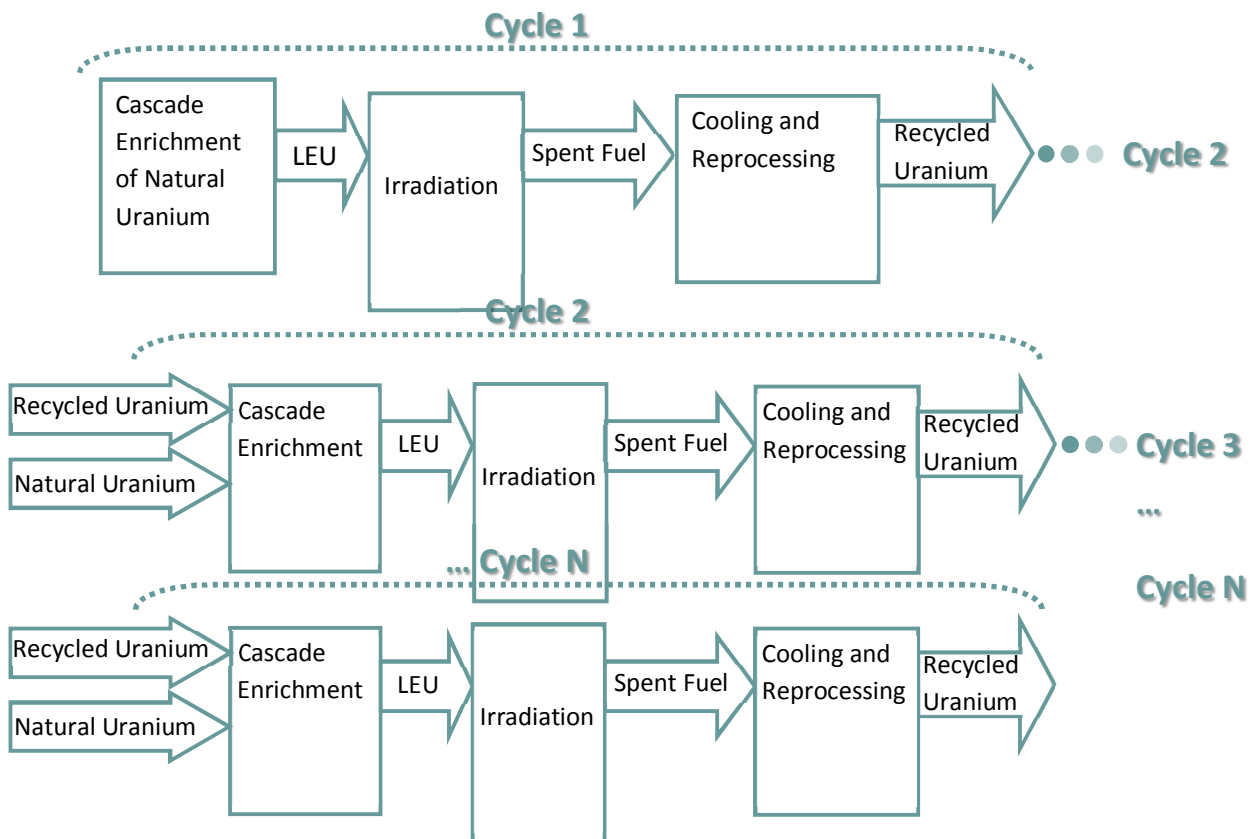 Cycle 1
Cascade
Enrichment
of Natural
Uranium
LEU
Irradiation
Spent Fuel
Cooling and
Reprocessing
Recycled
Uranium
Cycle 2
Cycle 2
Recycled Uranium
Natural Uranium
Cascade
Enrichment
LEU
Irradiation
Spent Fuel
Cooling and
Reprocessing
Recycled
Uranium
Cycle 3
...
Cycle N
... Cycle N
Recycled Uranium
Natural Uranium
Cascade
Enrichment
LEU
Irradiation
Spent Fuel
Cooling and
Reprocessing
Recycled
Uranium